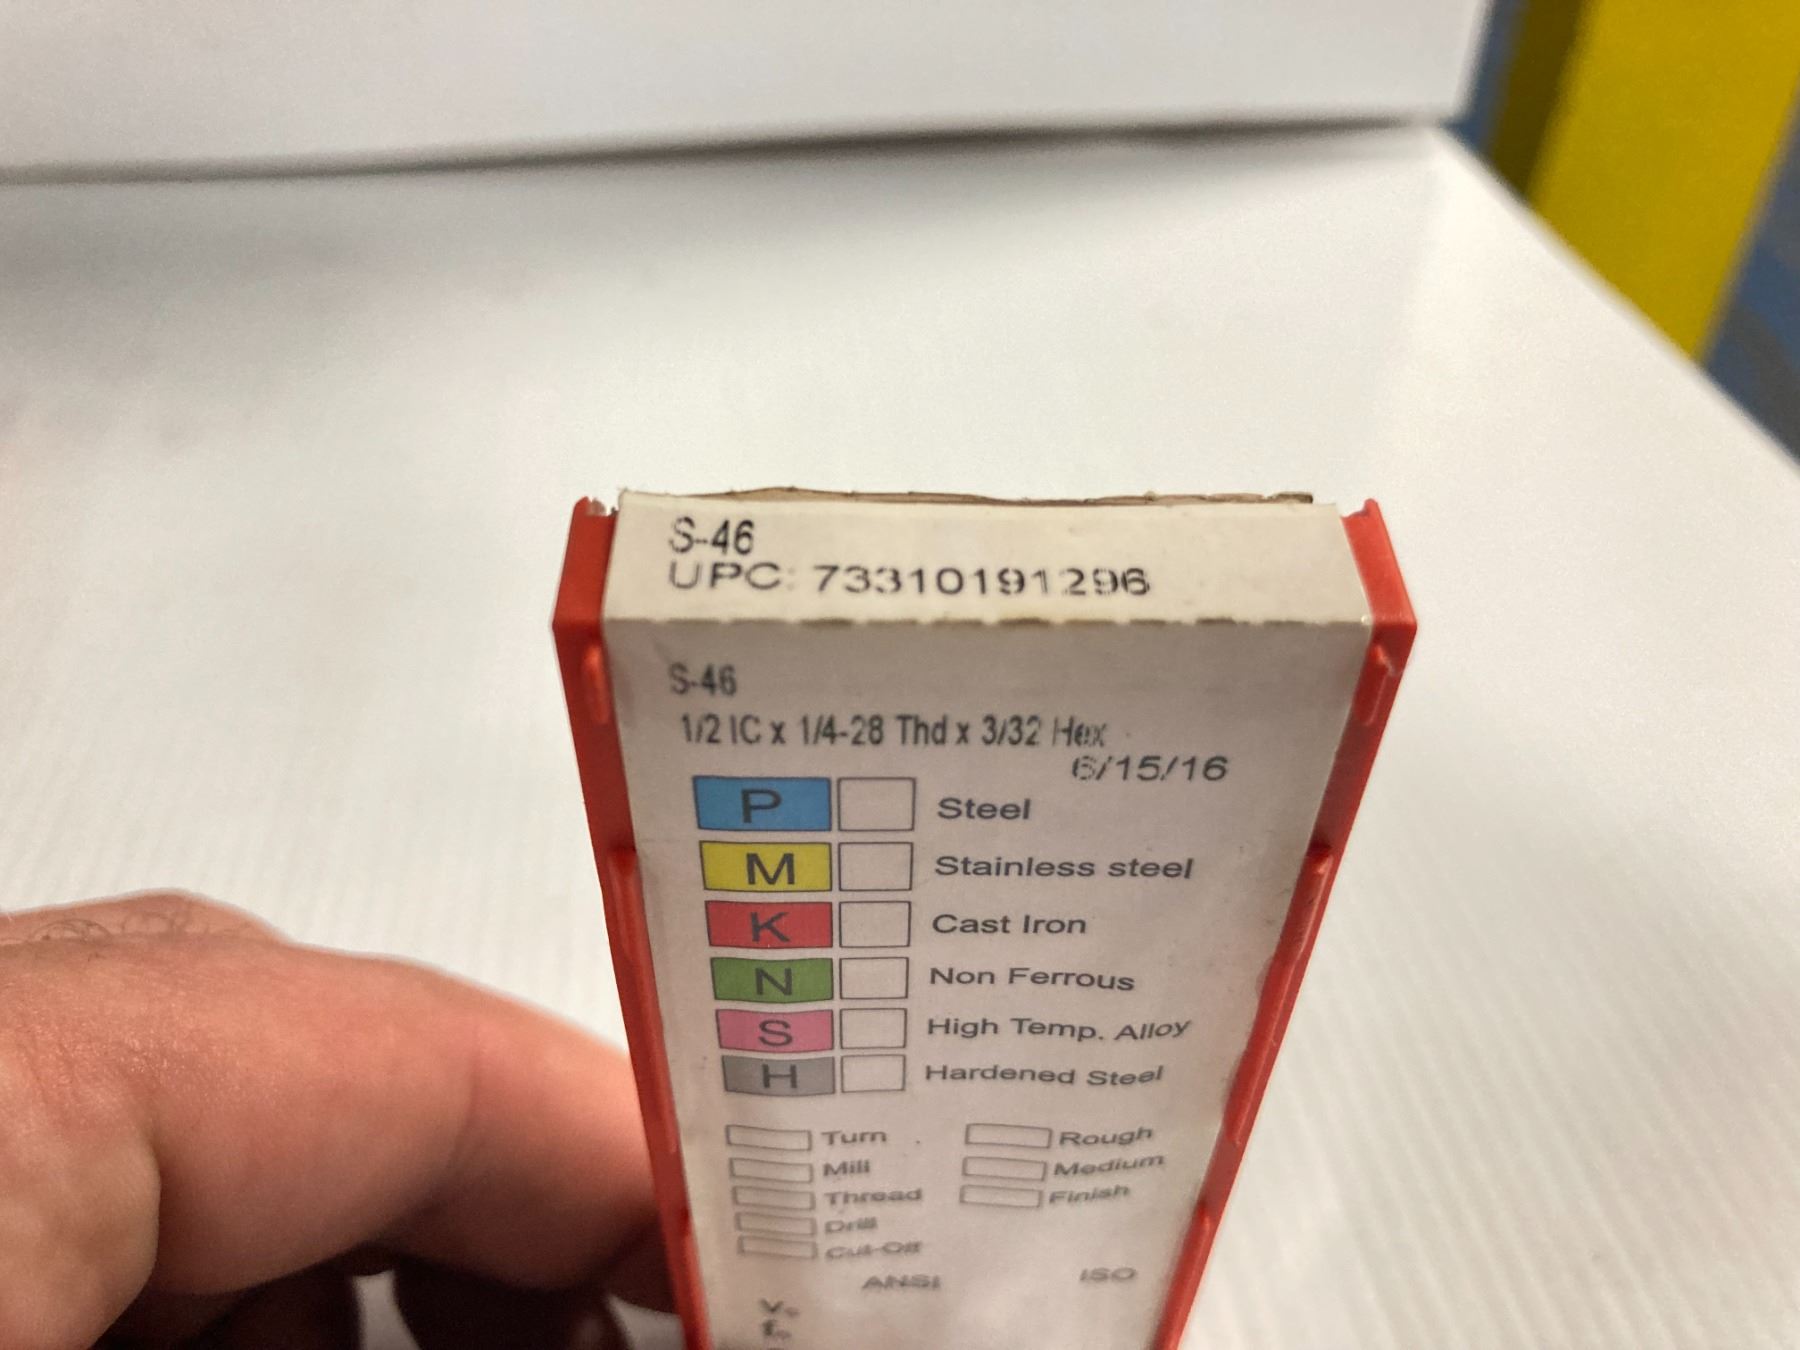 S-46
UPC: 73310191296
S-46
1/2 IC x 1/4-28 Thd x 3/32 Hex
6/15/16
P Steel
M Stainless steel
K Cast Iron
N Non Ferrous
S High Temp. Alloy
H Hardened Steel
Turn Rough
Mill Medium
Thread Finish
Drill
Cut-Off
ANSI ISO